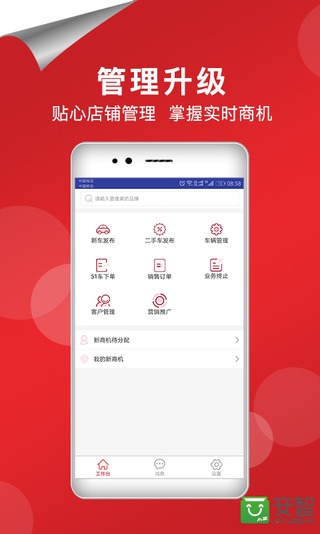 管理升级
贴心店铺管理 掌握实时商机
中国电信
中国移动
08:58
请输入您搜索的品牌
新车发布
二手车发布
车辆管理
51车下单
销售订单
业务终止
客户管理
营销推广
新商机待分配
我的新商机
工作台
消息
设置
安智